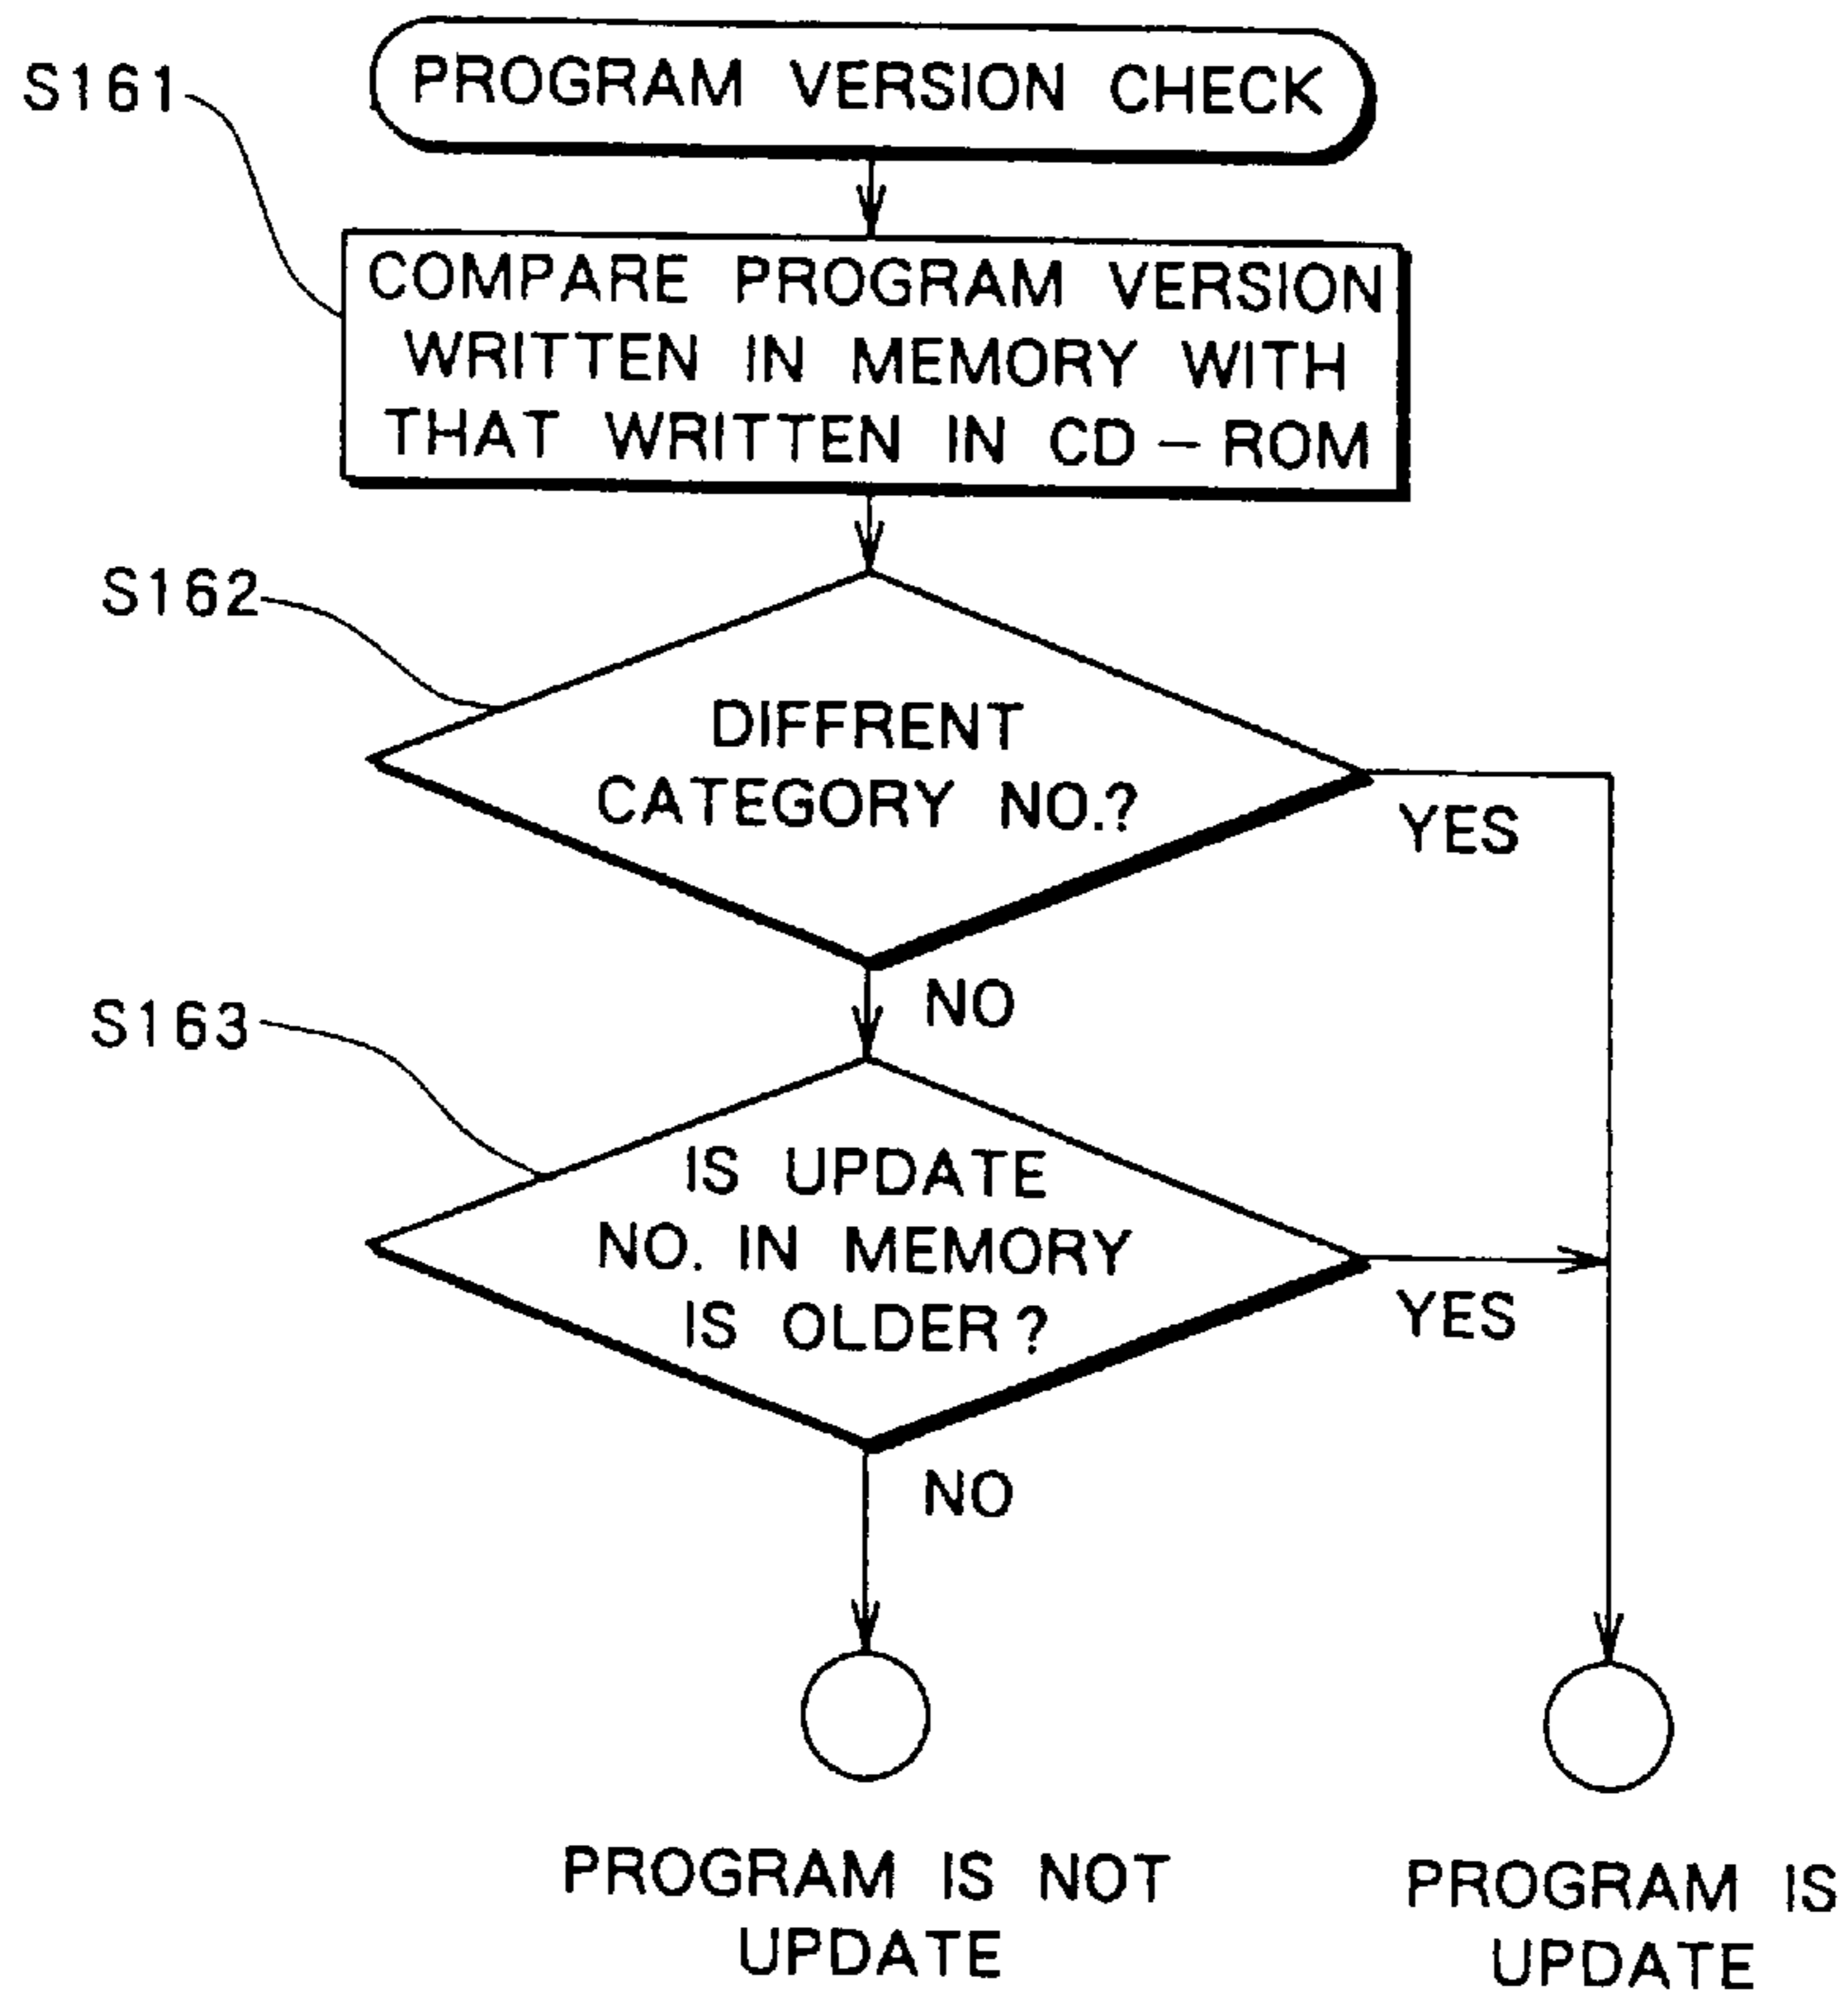 S161
PROGRAM VERSION CHECK
COMPARE PROGRAM VERSION
WRITTEN IN MEMORY WITH
THAT WRITTEN IN CD-ROM
S162
DIFFRENT
CATEGORY NO.?
YES
NO
S163
IS UPDATE
NO. IN MEMORY
IS OLDER?
YES
NO
PROGRAM IS NOT
UPDATE
PROGRAM IS
UPDATE